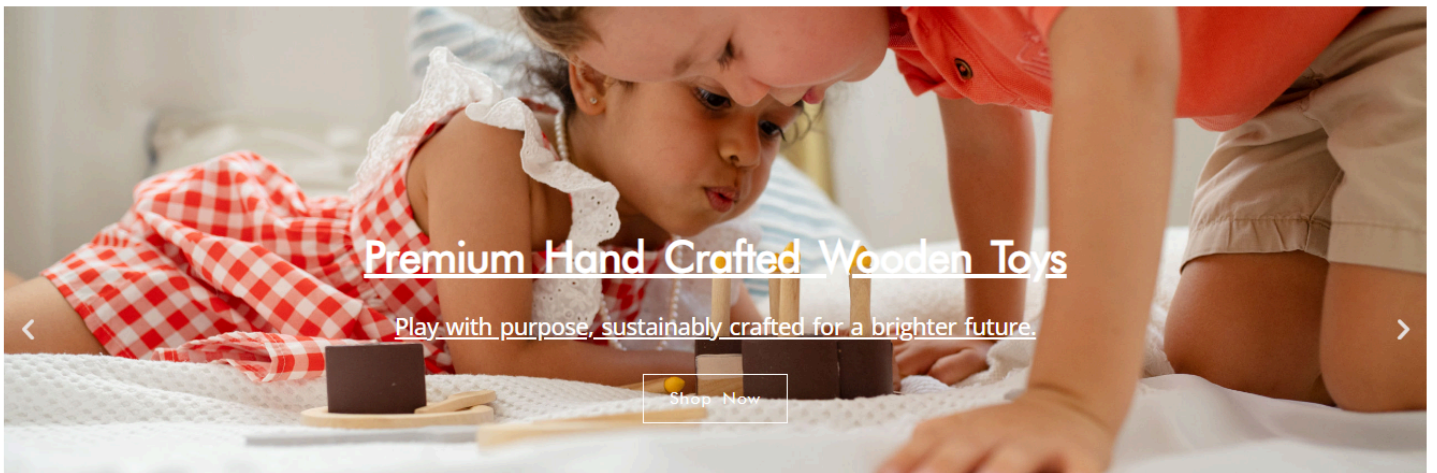 Premium Hand Crafted Wooden Toys
Play with purpose, sustainably crafted for a brighter future.
Shop Now